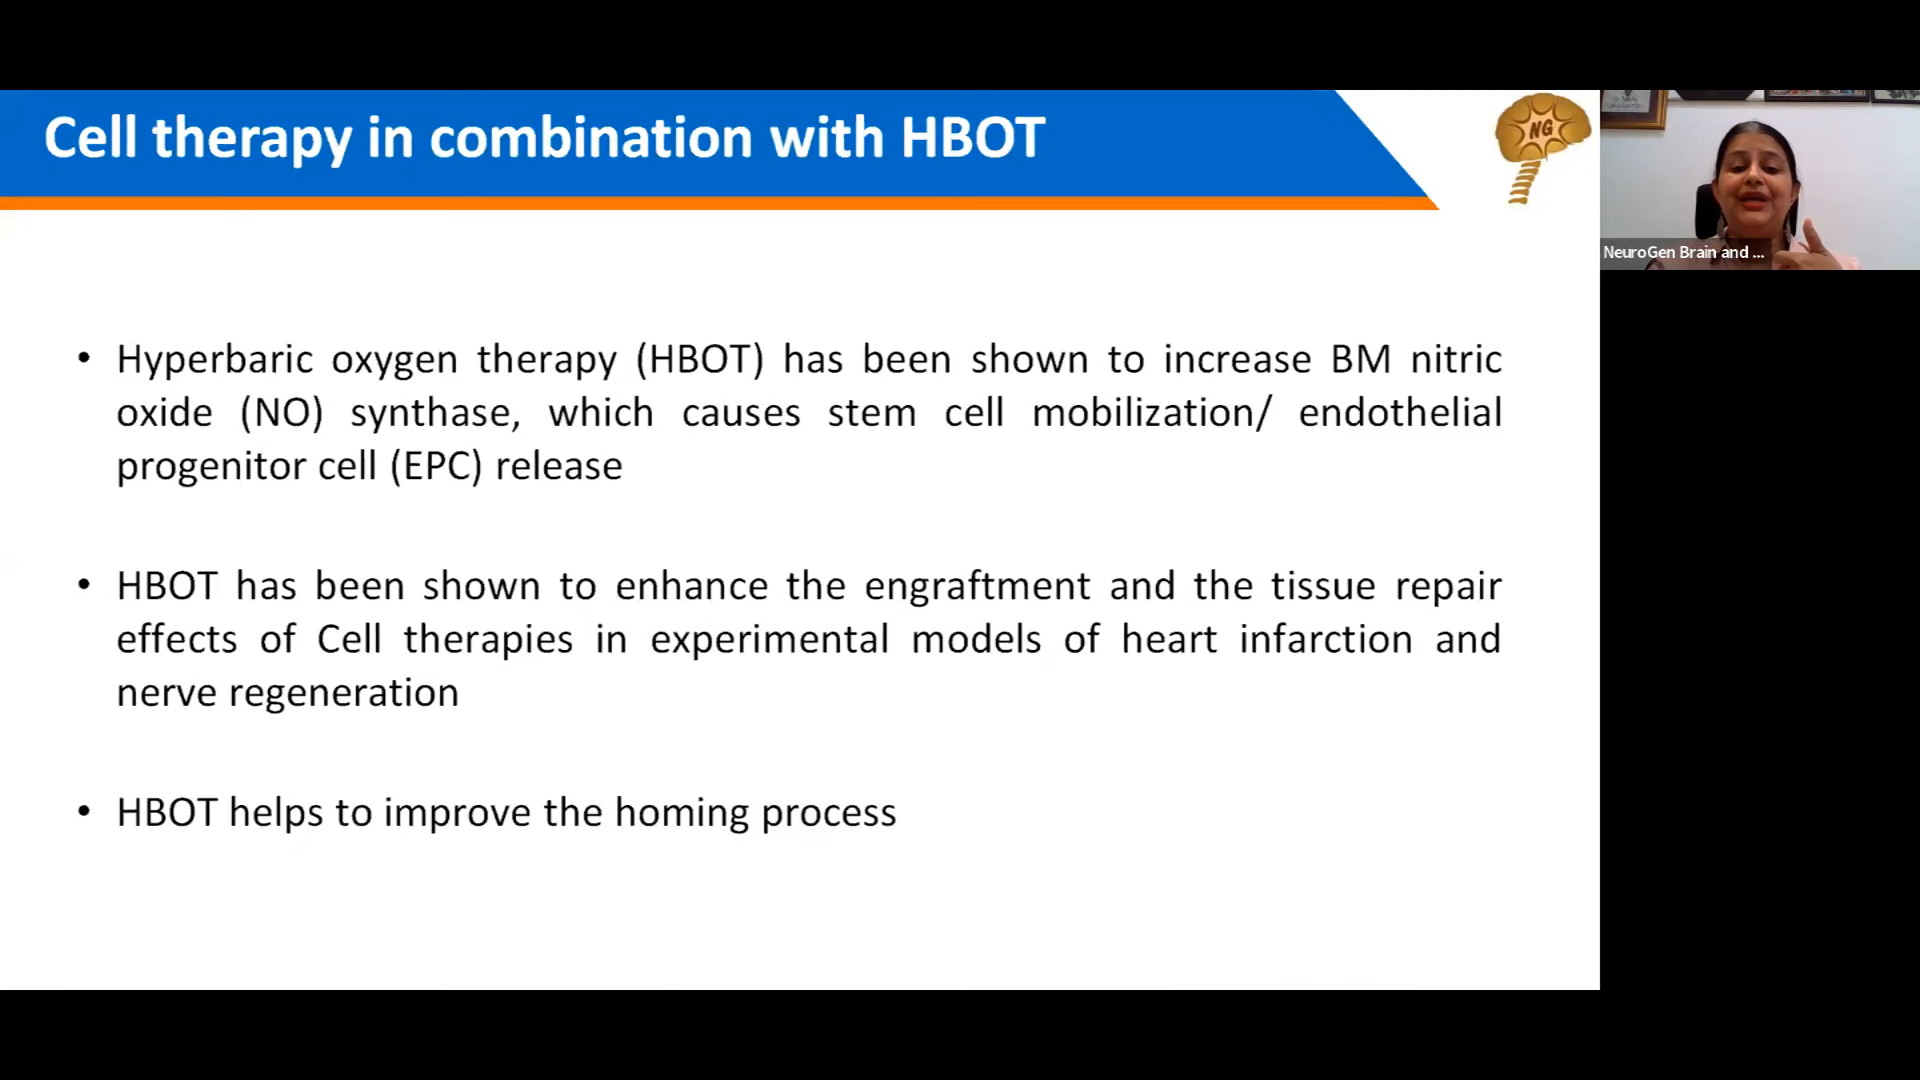 Cell therapy in combination with HBOT
NG
NeuroGen Brain and ...
• Hyperbaric oxygen therapy (HBOT) has been shown to increase BM nitric
oxide (NO) synthase, which causes stem cell mobilization/ endothelial
progenitor cell (EPC) release
• HBOT has been shown to enhance the engraftment and the tissue repair
effects of Cell therapies in experimental models of heart infarction and
nerve regeneration
• HBOT helps to improve the homing process